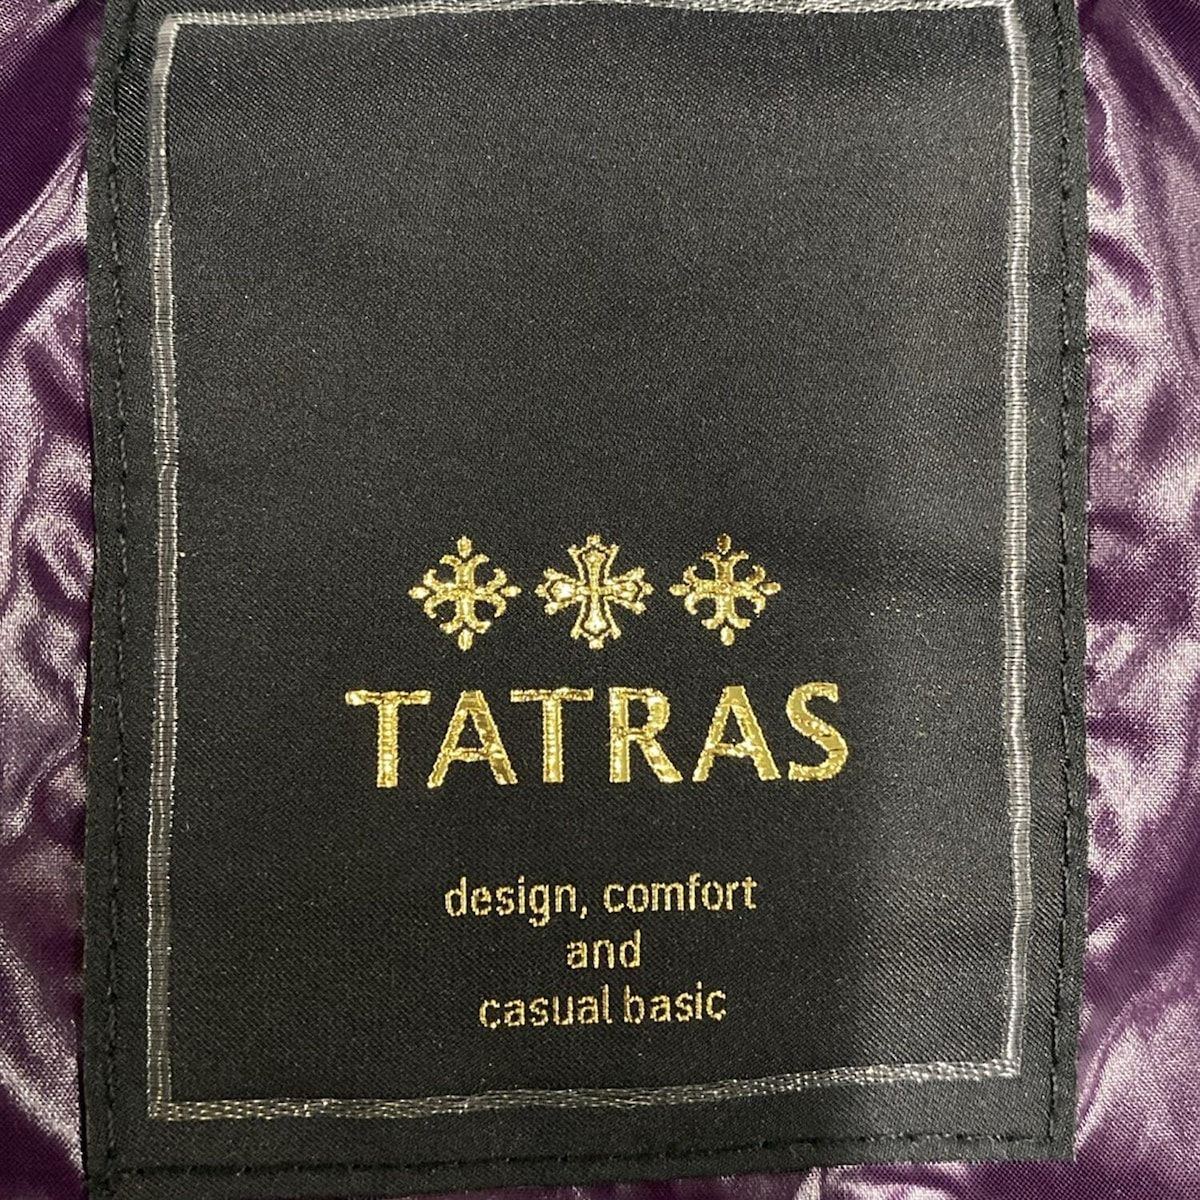 TATRAS
design, comfort
and
casual basic